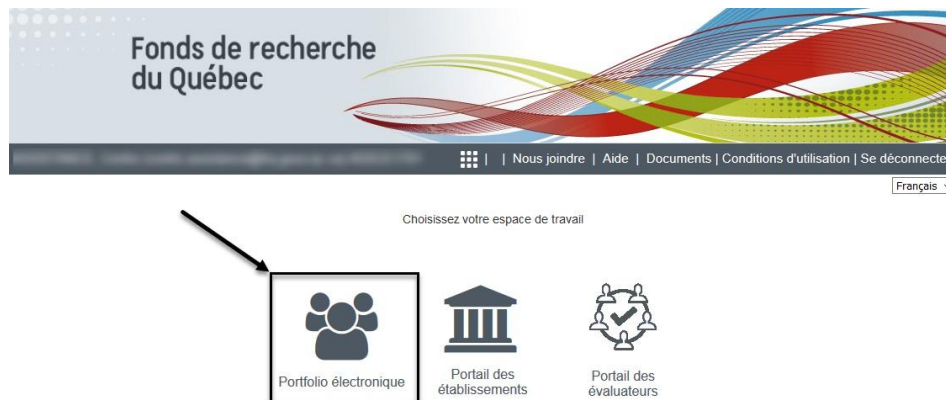 Fonds de recherche
du Québec
| | Nous joindre | Aide | Documents | Conditions d'utilisation | Se déconnecte
Français
Choisissez votre espace de travail
Portfolio électronique
Portail des
établissements
Portail des
évaluateurs